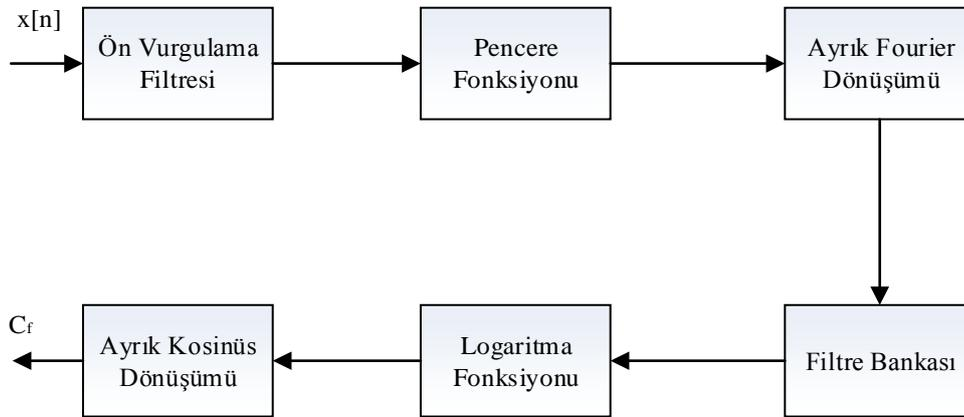 x[n]
Ön Vurgulama
Filtresi
Pencere
Fonksiyonu
Ayrık Fourier
Dönüşümü
Filtre Bankası
Logaritma
Fonksiyonu
Ayrık Kosinüs
Dönüşümü
Cf